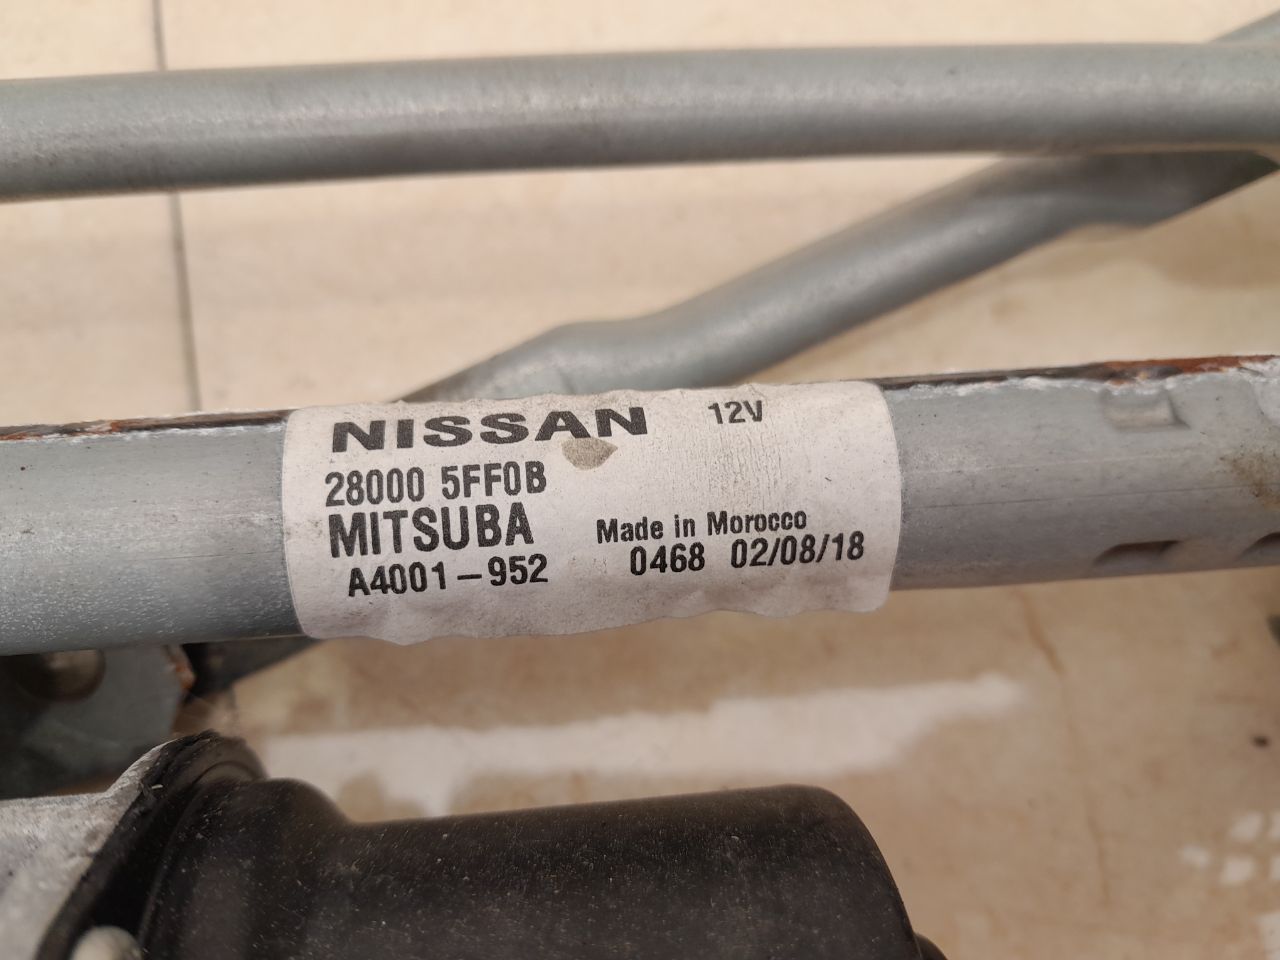 NISSAN 12V
28000 5FF0B
MITSUBA Made in Morocco
A4001-952 0468 02/08/18